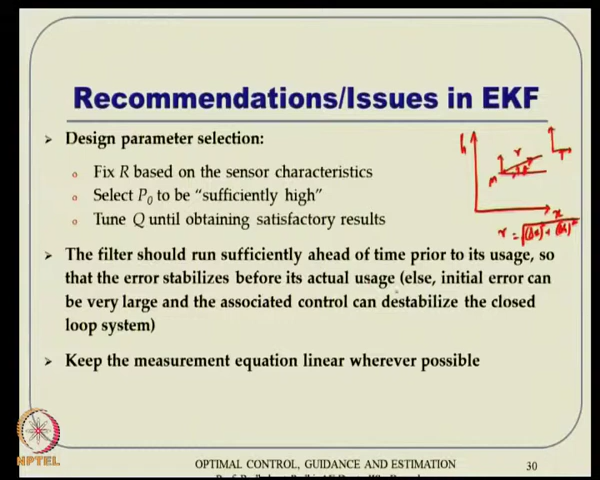 Recommendations/Issues in EKF
Design parameter selection:
Fix R based on the sensor characteristics
Select P0 to be “sufficiently high”
Tune Q until obtaining satisfactory results
The filter should run sufficiently ahead of time prior to its usage, so
that the error stabilizes before its actual usage (else, initial error can
be very large and the associated control can destabilize the closed
loop system)
Keep the measurement equation linear wherever possible
h
r
x
NPTEL
OPTIMAL CONTROL, GUIDANCE AND ESTIMATION
30